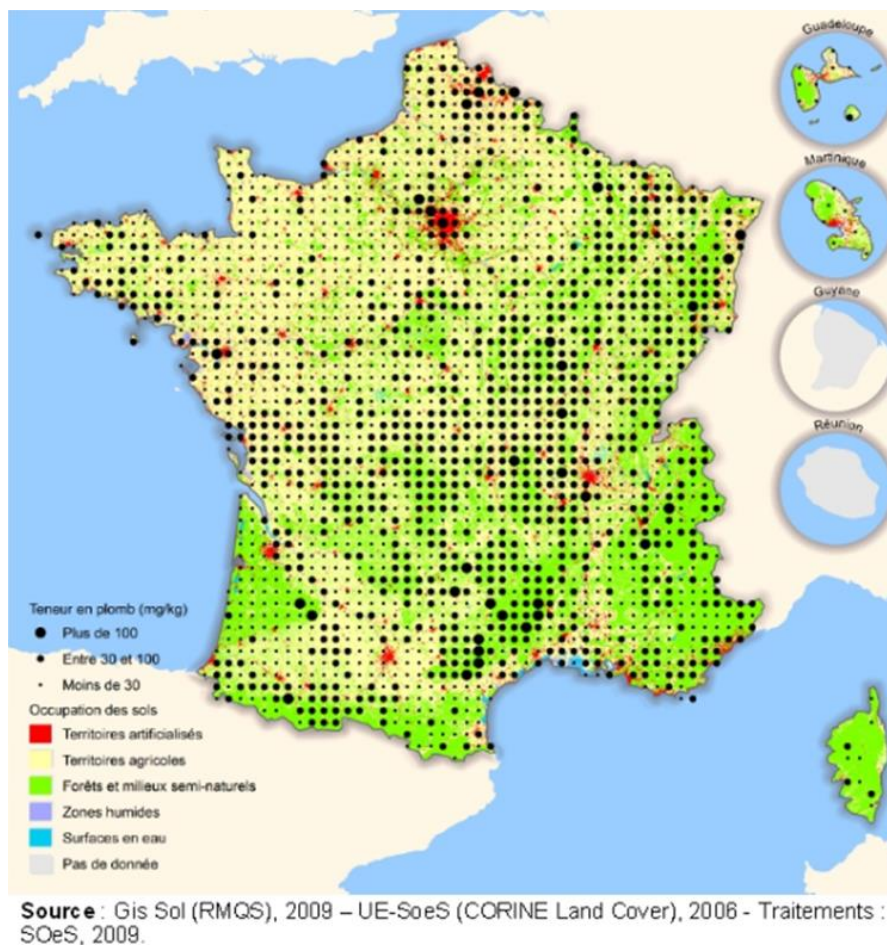 Guadeloupe
Martinique
Guyane
Réunion
Teneur en plomb (mg/kg)
Plus de 100
Entre 30 et 100
Moins de 30
Occupation des sols
Territoires artificialisés
Territoires agricoles
Forêts et milieux semi-naturels
Zones humides
Surfaces en eau
Pas de donnée
Source : Gis Sol (RMQS), 2009 – UE-SoeS (CORINE Land Cover), 2006 - Traitements :
SOeS, 2009.